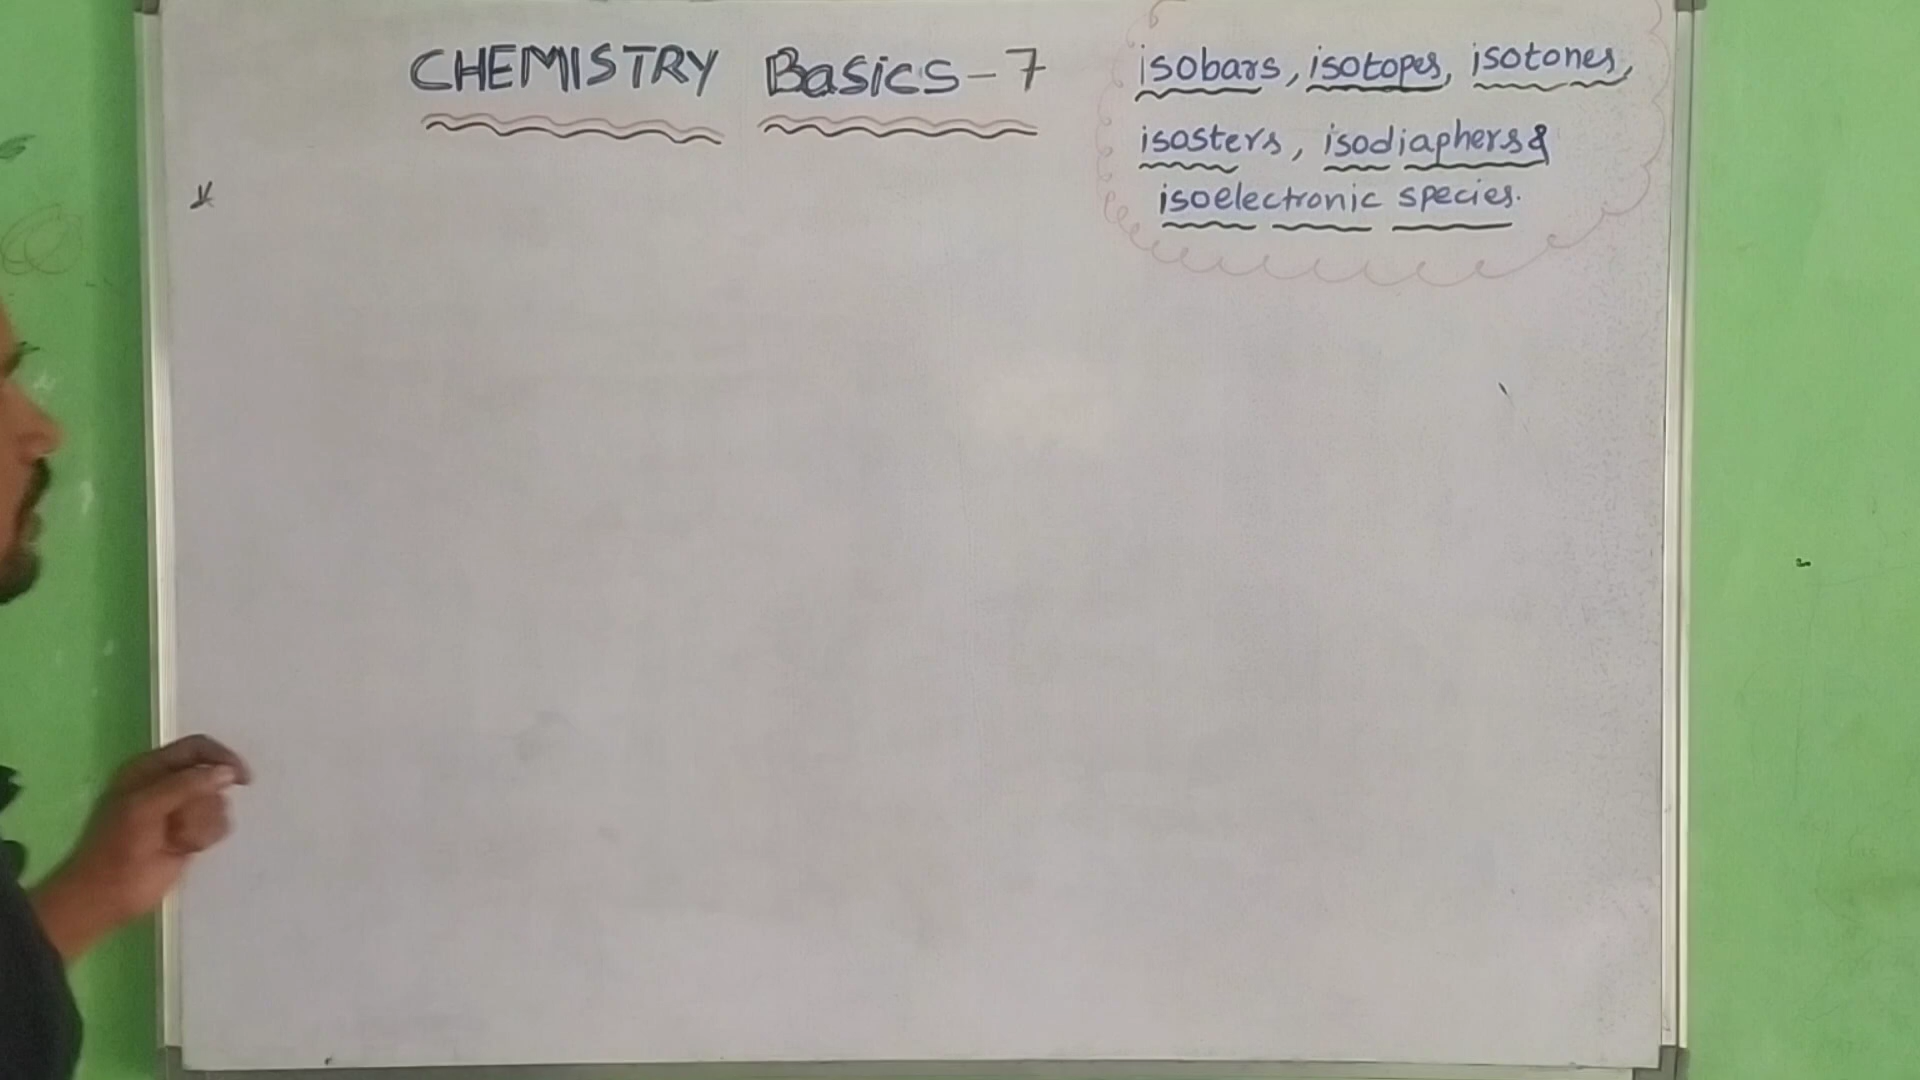 CHEMISTRY Basics-7
isobars, isotopes, isotones,
isosters, isodiaphers &
isoelectronic species.